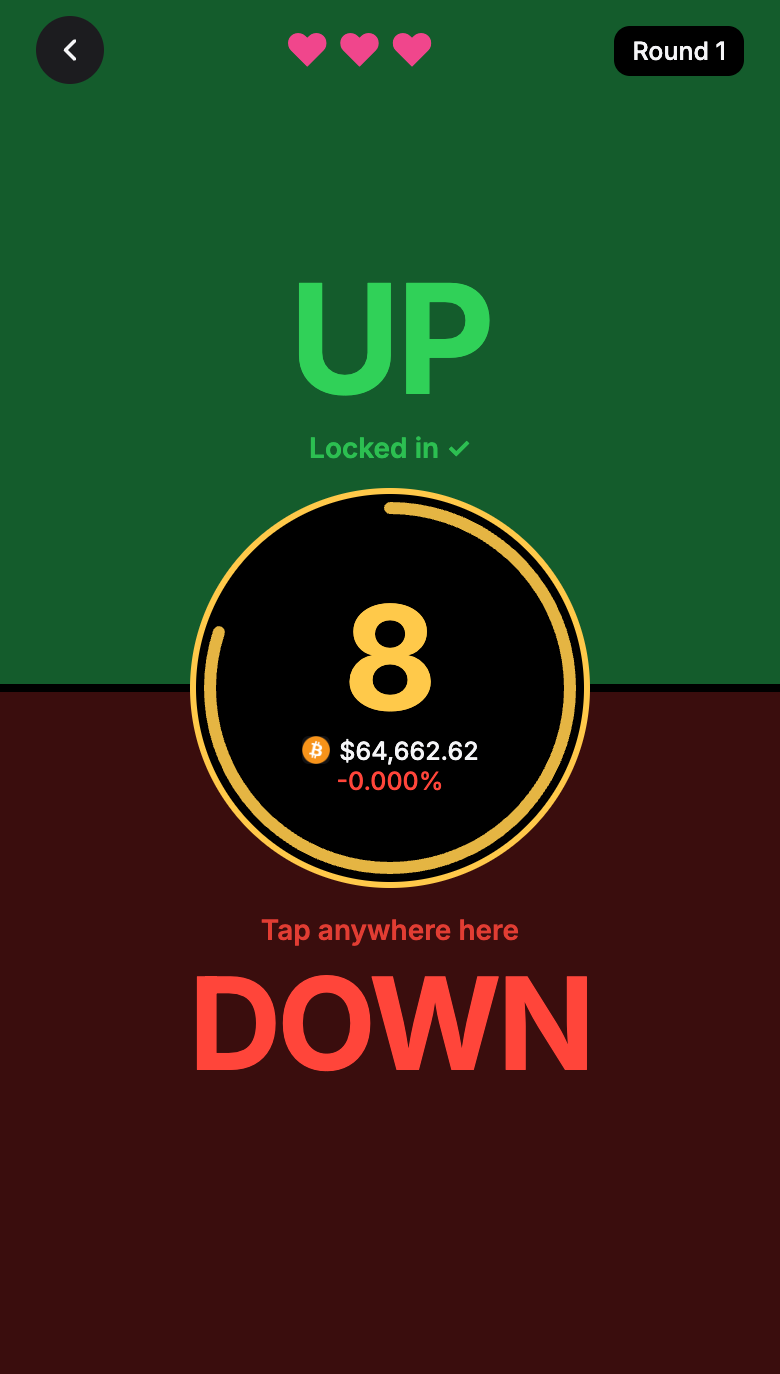 Round 1
UP
Locked in ✓
8
$64,662.62
-0.000%
Tap anywhere here
DOWN